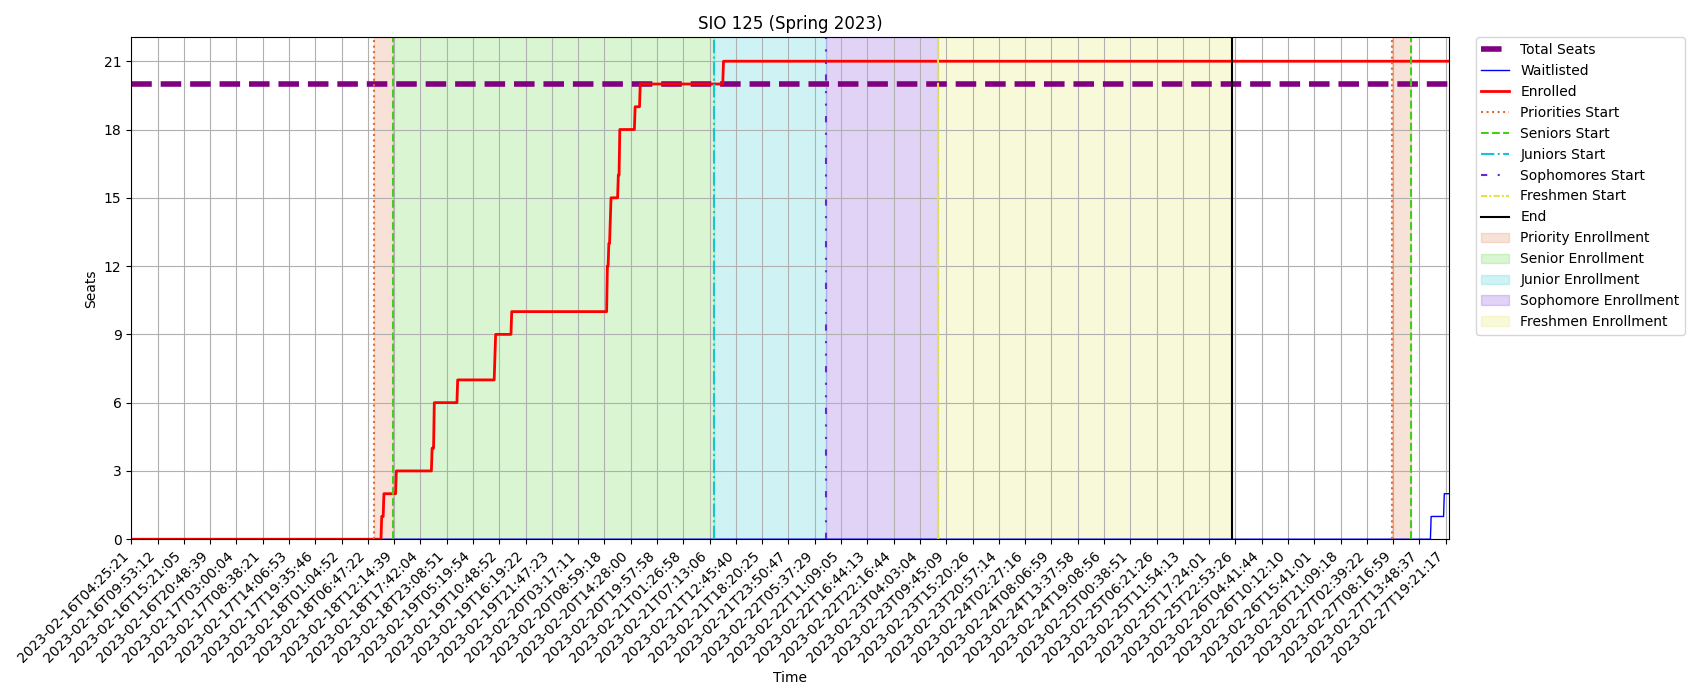 SIO 125 (Spring 2023)
Seats
21
18
15
12
9
6
3
0
2023-02-16T04:25:21
2023-02-16T09:53:12
2023-02-16T15:21:05
2023-02-16T20:48:39
2023-02-17T03:00:04
2023-02-17T08:38:21
2023-02-17T14:06:53
2023-02-17T19:35:46
2023-02-18T01:04:52
2023-02-18T06:47:22
2023-02-18T12:14:39
2023-02-18T17:42:04
2023-02-18T23:08:51
2023-02-19T05:19:54
2023-02-19T10:48:52
2023-02-19T16:19:22
2023-02-19T21:47:23
2023-02-20T03:17:11
2023-02-20T08:59:18
2023-02-20T14:28:00
2023-02-20T19:57:58
2023-02-21T01:26:58
2023-02-21T07:13:06
2023-02-21T12:45:40
2023-02-21T18:20:25
2023-02-21T23:50:47
2023-02-22T05:37:29
2023-02-22T11:09:05
2023-02-22T16:44:13
2023-02-22T22:16:44
2023-02-23T04:03:04
2023-02-23T09:45:09
2023-02-23T15:20:26
2023-02-23T20:57:14
2023-02-24T02:27:16
2023-02-24T08:06:59
2023-02-24T13:37:58
2023-02-24T19:08:56
2023-02-25T00:38:51
2023-02-25T06:21:26
2023-02-25T11:54:13
2023-02-25T17:24:01
2023-02-25T22:53:26
2023-02-26T04:41:44
2023-02-26T10:12:10
2023-02-26T15:41:01
2023-02-26T21:09:18
2023-02-27T02:39:22
2023-02-27T08:16:59
2023-02-27T13:48:37
2023-02-27T19:21:17
Time
Total Seats
Waitlisted
Enrolled
Priorities Start
Seniors Start
Juniors Start
Sophomores Start
Freshmen Start
End
Priority Enrollment
Senior Enrollment
Junior Enrollment
Sophomore Enrollment
Freshmen Enrollment